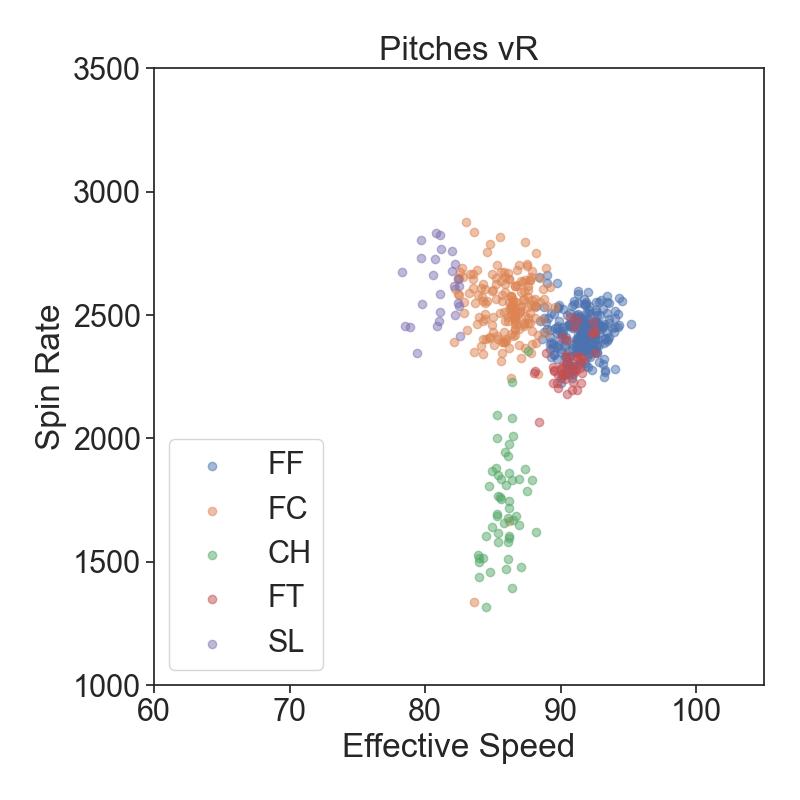 Pitches vR
3500
3000
2500
2000
1500
1000
Spin Rate
FF
FC
CH
FT
SL
60 70 80 90 100
Effective Speed